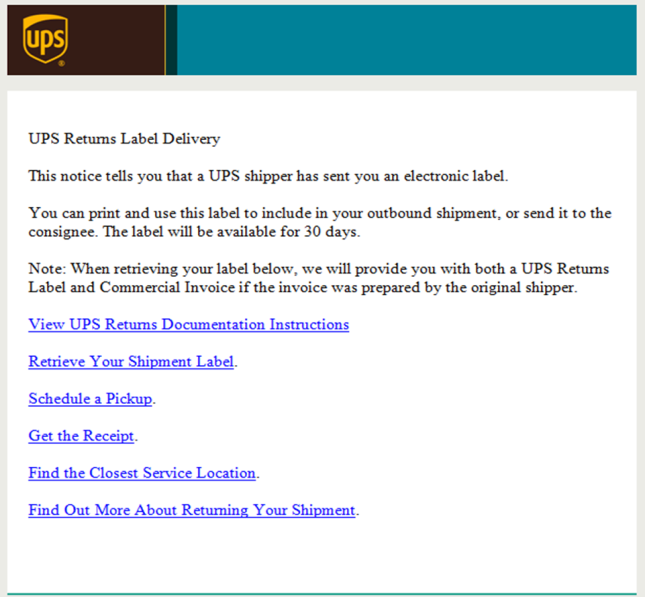 ups
UPS Returns Label Delivery
This notice tells you that a UPS shipper has sent you an electronic label.
You can print and use this label to include in your outbound shipment, or send it to the
consignee. The label will be available for 30 days.
Note: When retrieving your label below, we will provide you with both a UPS Returns
Label and Commercial Invoice if the invoice was prepared by the original shipper.
View UPS Returns Documentation Instructions
Retrieve Your Shipment Label.
Schedule a Pickup.
Get the Receipt.
Find the Closest Service Location.
Find Out More About Returning Your Shipment.